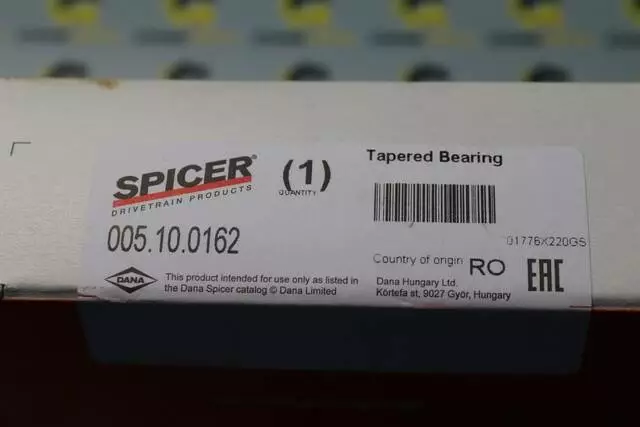 SPICER®
DRIVETRAIN PRODUCTS
(1)
QUANTITY
Tapered Bearing
005.10.0162
01776X220GS
Country of origin RO
DANA
This product intended for use only as listed in
the Dana Spicer catalog © Dana Limited
Dana Hungary Ltd.
Körtefa st, 9027 Győr, Hungary
EAC